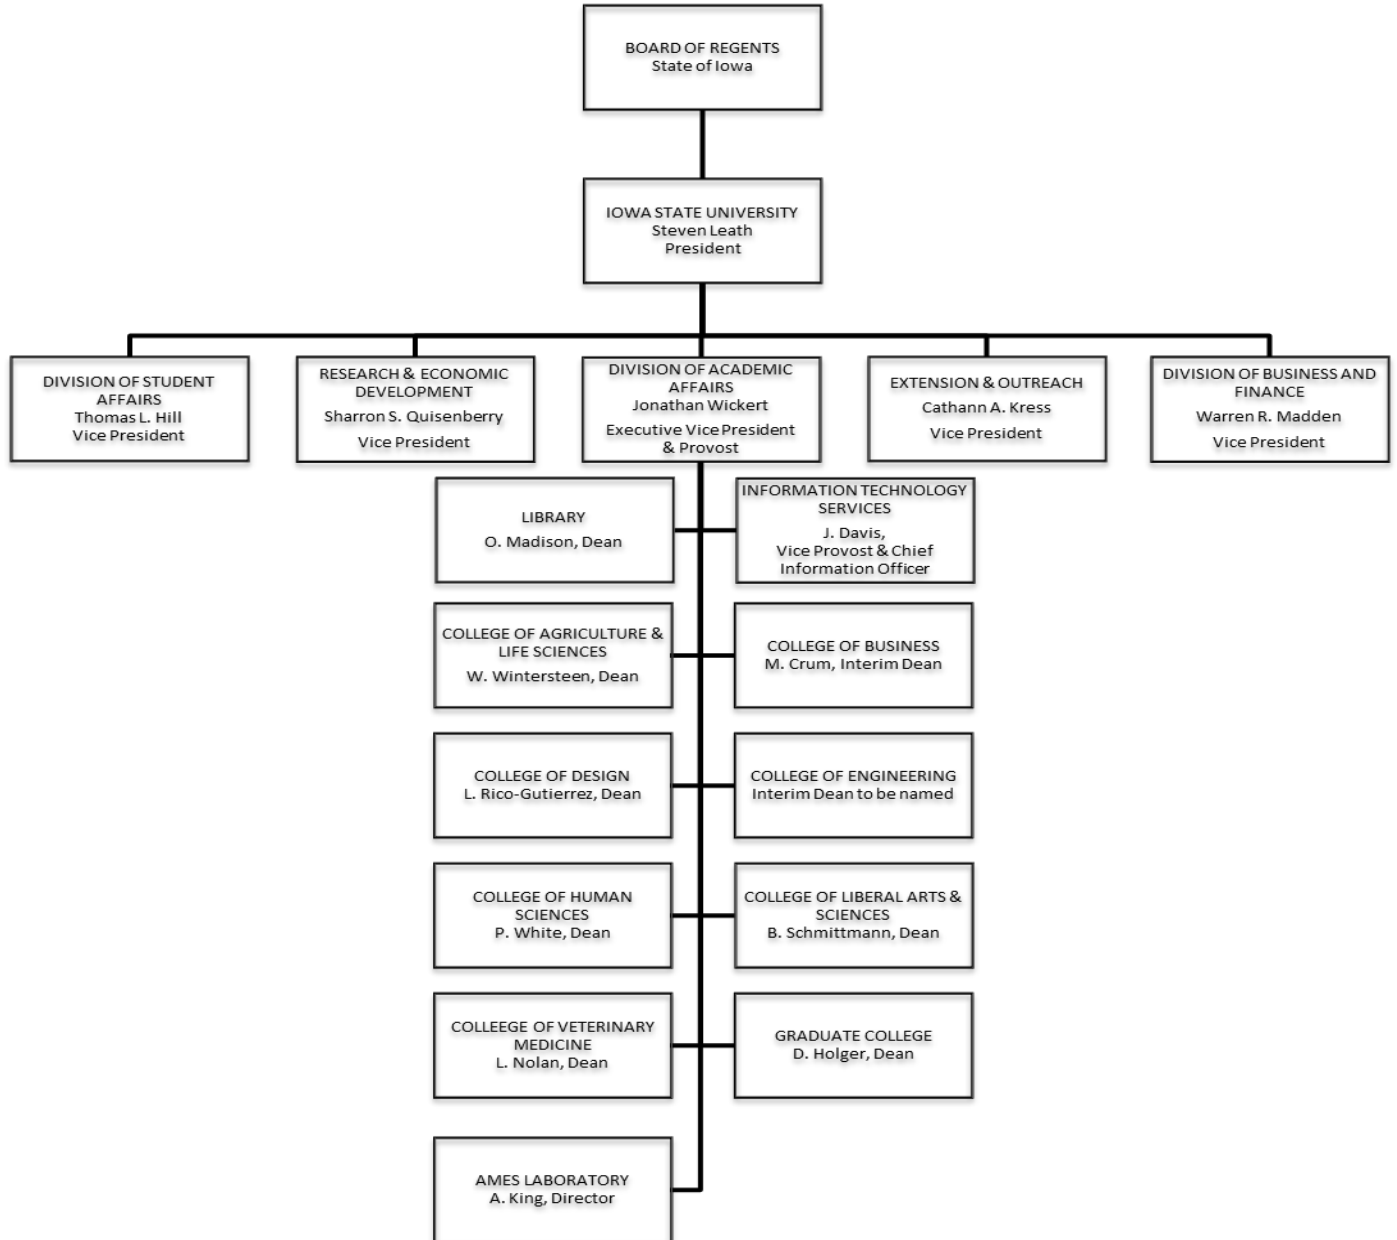 BOARD OF REGENTS
State of Iowa
IOWA STATE UNIVERSITY
Steven Leath
President
DIVISION OF STUDENT
AFFAIRS
Thomas L. Hill
Vice President
RESEARCH & ECONOMIC
DEVELOPMENT
Sharron S. Quisenberry
Vice President
DIVISION OF ACADEMIC
AFFAIRS
Jonathan Wickert
Executive Vice President
& Provost
EXTENSION & OUTREACH
Cathann A. Kress
Vice President
DIVISION OF BUSINESS AND
FINANCE
Warren R. Madden
Vice President
LIBRARY
O. Madison, Dean
INFORMATION TECHNOLOGY
SERVICES
J. Davis,
Vice Provost & Chief
Information Officer
COLLEGE OF AGRICULTURE &
LIFE SCIENCES
W. Wintersteen, Dean
COLLEGE OF BUSINESS
M. Crum, Interim Dean
COLLEGE OF DESIGN
L. Rico-Gutierrez, Dean
COLLEGE OF ENGINEERING
Interim Dean to be named
COLLEGE OF HUMAN
SCIENCES
P. White, Dean
COLLEGE OF LIBERAL ARTS &
SCIENCES
B. Schmittmann, Dean
COLLEEGE OF VETERINARY
MEDICINE
L. Nolan, Dean
GRADUATE COLLEGE
D. Holger, Dean
AMES LABORATORY
A. King, Director